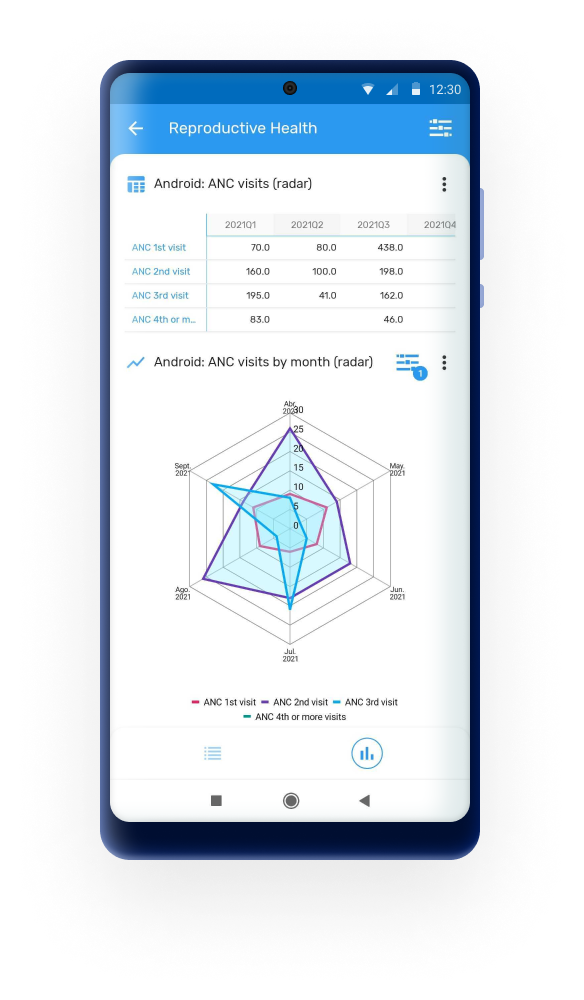 12:30
Reproductive Health
Android: ANC visits (radar)
2021Q1 2021Q2 2021Q3 2021Q4
ANC 1st visit 70.0 80.0 438.0
ANC 2nd visit 160.0 100.0 198.0
ANC 3rd visit 195.0 41.0 162.0
ANC 4th or m… 83.0 46.0
Android: ANC visits by month (radar)
1
Abr.
2021
30
25
20
15
10
5
0
Sept.
2021
May.
2021
Ago.
2021
Jun.
2021
Jul.
2021
ANC 1st visit ANC 2nd visit ANC 3rd visit
ANC 4th or more visits